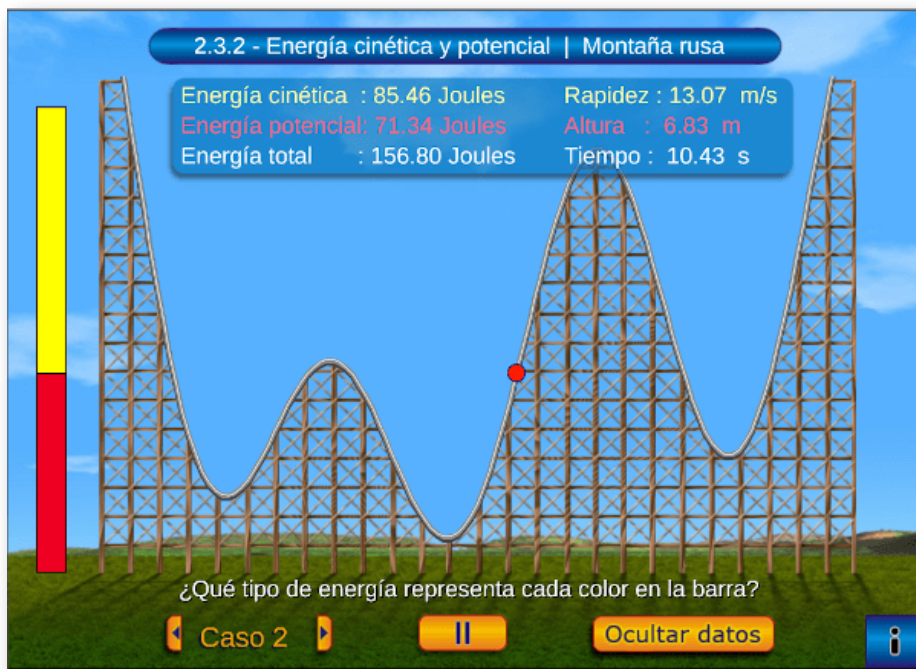 2.3.2 - Energía cinética y potencial | Montaña rusa
Energía cinética : 85.46 Joules Rapidez : 13.07 m/s
Energía potencial: 71.34 Joules Altura : 6.83 m
Energía total : 156.80 Joules Tiempo : 10.43 s
¿Qué tipo de energía representa cada color en la barra?
Caso 2 Ocultar datos i